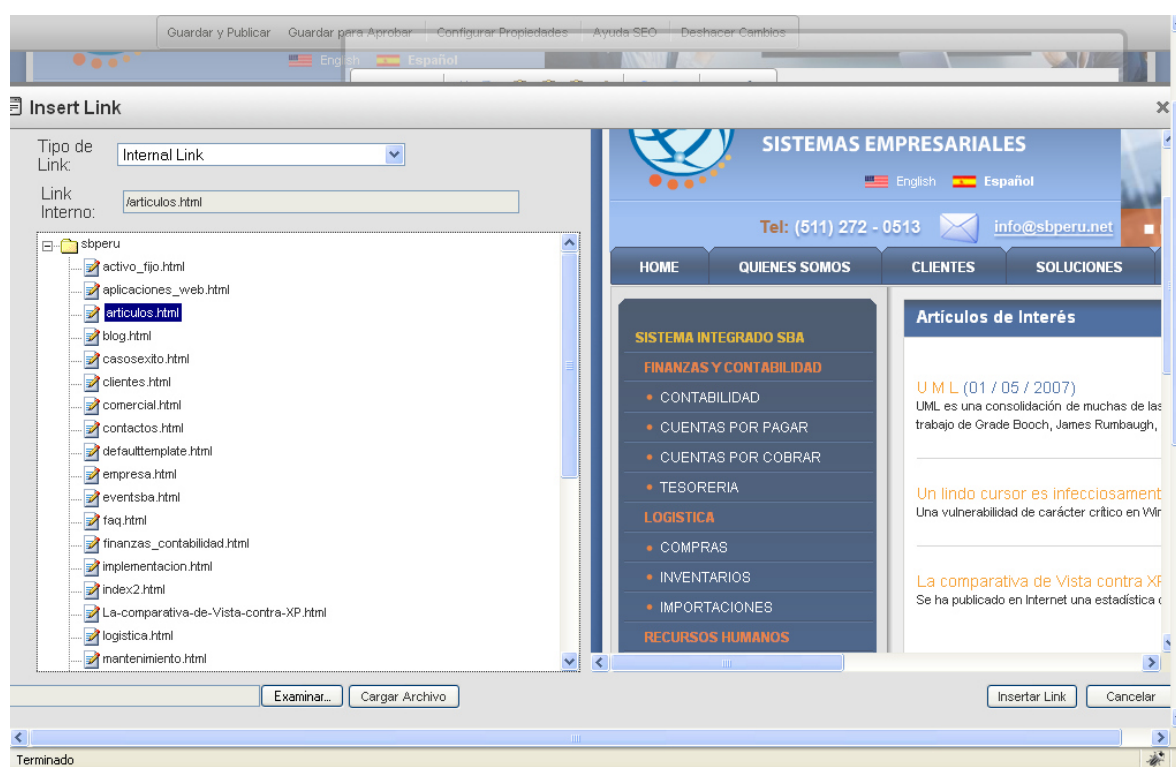 Guardar y Publicar Guardar para Aprobar Configurar Propiedades Ayuda SEO Deshacer Cambios
English Español
Insert Link
Tipo de
Link:
Internal Link
Link
Interno:
/articulos.html
sbperu
activo_fijo.html
aplicaciones_web.html
articulos.html
blog.html
casosexito.html
clientes.html
comercial.html
contactos.html
defaulttemplate.html
empresa.html
eventsba.html
faq.html
finanzas_contabilidad.html
implementacion.html
index2.html
La-comparativa-de-Vista-contra-XP.html
logistica.html
mantenimiento.html
SISTEMAS EMPRESARIALES
English Español
Tel: (511) 272 - 0513 info@sbperu.net
HOME QUIENES SOMOS CLIENTES SOLUCIONES
SISTEMA INTEGRADO SBA
FINANZAS Y CONTABILIDAD
• CONTABILIDAD
• CUENTAS POR PAGAR
• CUENTAS POR COBRAR
• TESORERIA
LOGISTICA
• COMPRAS
• INVENTARIOS
• IMPORTACIONES
RECURSOS HUMANOS
Artículos de Interés
U M L (01 / 05 / 2007)
UML es una consolidación de muchas de las
trabajo de Grade Booch, James Rumbaugh,
Un lindo cursor es infecciosament
Una vulnerabilidad de carácter crítico en Wir
La comparativa de Vista contra XP
Se ha publicado en Internet una estadística
Examinar... Cargar Archivo
Insertar Link Cancelar
Terminado